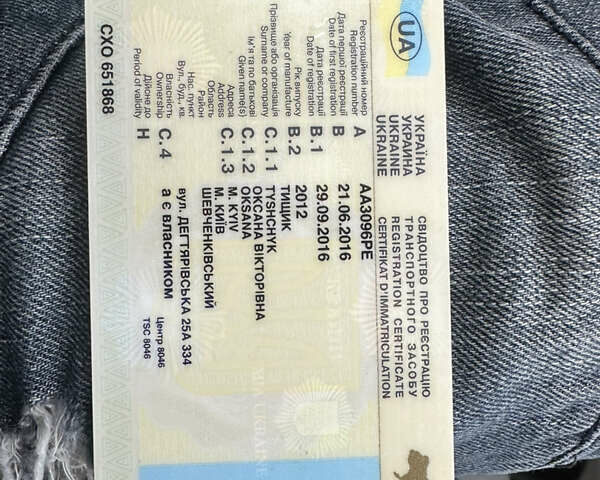 UA
УКРАЇНА
УКРАИНА
UKRAINE
UKRAINE
СВІДОЦТВО ПРО РЕЄСТРАЦІЮ
ТРАНСПОРТНОГО ЗАСОБУ
REGISTRATION CERTIFICATE
CERTIFIKAT D'IMMATRICULATION
Реєстраційний номер
Registration number A AA3096PE
Дата першої реєстрації
Date of first registration B 21.06.2016
Дата реєстрації
Date of registration B.1 29.09.2016
Рік випуску
Year of manufacture B.2 2012
Прізвище або організація
Surname or company C.1.1 ТИЩИК
TYSHCHYK
Ім'я та по батькові
Given name(s) C.1.2 ОКСАНА ВІКТОРІВНА
OKSANA
Адреса
Address C.1.3 M. KYIV
Область М. КИЇВ
Район ШЕВЧЕНКІВСЬКИЙ
Нас. пункт
Вул., буд., кв. вул. ДЕГТЯРІВСЬКА 25А 334
Власність
Ownership C.4 а є власником
Дійсне до
Period of validity H
Центр 8046
TSC 8046
СХО 651868